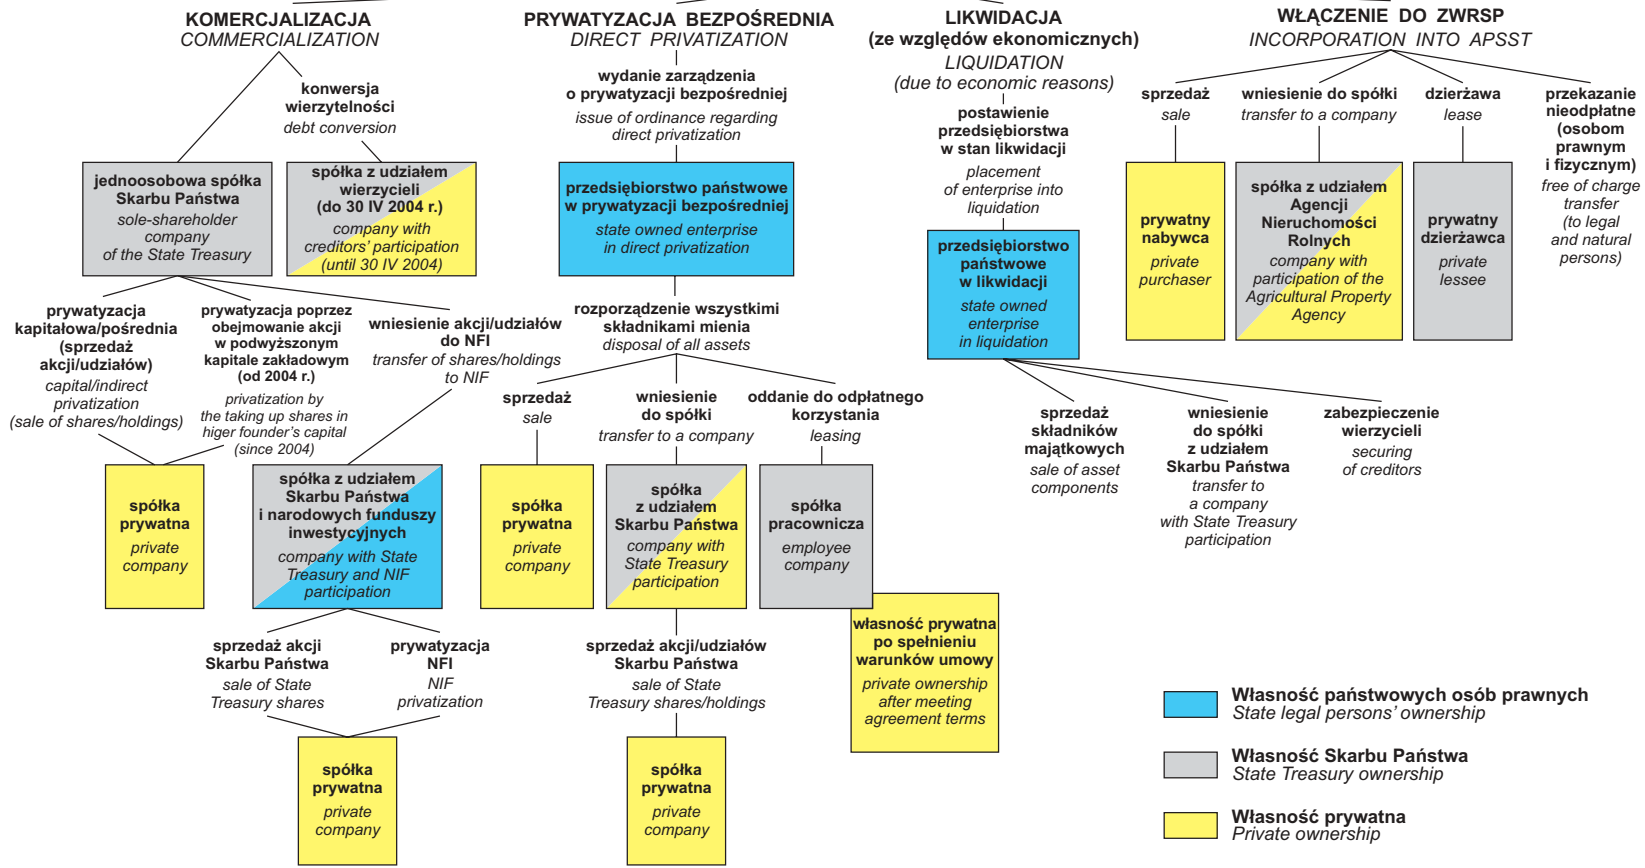 KOMERCJALIZACJA
COMMERCIALIZATION
konwersja
wierzytelności
debt conversion
jednoosobowa spółka
Skarbu Państwa
sole-shareholder
company
of the State Treasury
spółka z udziałem
wierzycieli
(do 30 IV 2004 r.)
company with
creditors' participation
(until 30 IV 2004)
prywatyzacja
kapitałowa/pośrednia
(sprzedaż
akcji/udziałów)
capital/indirect
privatization
(sale of shares/holdings)
prywatyzacja poprzez
obejmowanie akcji
w podwyższonym
kapitale zakładowym
(od 2004 r.)
privatization by
the taking up shares in
higer founder's capital
(since 2004)
wniesienie akcji/udziałów
do NFI
transfer of shares/holdings
to NIF
spółka
prywatna
private
company
spółka z udziałem
Skarbu Państwa
i narodowych funduszy
inwestycyjnych
company with State
Treasury and NIF
participation
sprzedaż akcji
Skarbu Państwa
sale of State
Treasury shares
prywatyzacja
NFI
NIF
privatization
spółka
prywatna
private
company
PRYWATYZACJA BEZPOŚREDNIA
DIRECT PRIVATIZATION
wydanie zarządzenia
o prywatyzacji bezpośredniej
issue of ordinance regarding
direct privatization
przedsiębiorstwo państwowe
w prywatyzacji bezpośredniej
state owned enterprise
in direct privatization
rozporządzenie wszystkimi
składnikami mienia
disposal of all assets
sprzedaż
sale
wniesienie
do spółki
transfer to a company
oddanie do odpłatnego
korzystania
leasing
spółka
prywatna
private
company
spółka
z udziałem
Skarbu Państwa
company with
State Treasury
participation
spółka
pracownicza
employee
company
sprzedaż akcji/udziałów
Skarbu Państwa
sale of State
Treasury shares/holdings
własność prywatna
po spełnieniu
warunków umowy
private ownership
after meeting
agreement terms
spółka
prywatna
private
company
LIKWIDACJA
(ze względów ekonomicznych)
LIQUIDATION
(due to economic reasons)
postawienie
przedsiębiorstwa
w stan likwidacji
placement
of enterprise into
liquidation
przedsiębiorstwo
państwowe
w likwidacji
state owned
enterprise
in liquidation
sprzedaż
składników
majątkowych
sale of asset
components
wniesienie
do spółki
z udziałem
Skarbu Państwa
transfer to
a company
with State Treasury
participation
zabezpieczenie
wierzycieli
securing
of creditors
WŁĄCZENIE DO ZWRSP
INCORPORATION INTO APSST
sprzedaż
sale
wniesienie do spółki
transfer to a company
dzierżawa
lease
przekazanie
nieodpłatne
(osobom
prawnym
i fizycznym)
free of charge
transfer
(to legal
and natural
persons)
prywatny
nabywca
private
purchaser
spółka z udziałem
Agencji
Nieruchomości
Rolnych
company with
participation of the
Agricultural Property
Agency
prywatny
dzierżawca
private
lessee
Własność państwowych osób prawnych
State legal persons' ownership
Własność Skarbu Państwa
State Treasury ownership
Własność prywatna
Private ownership